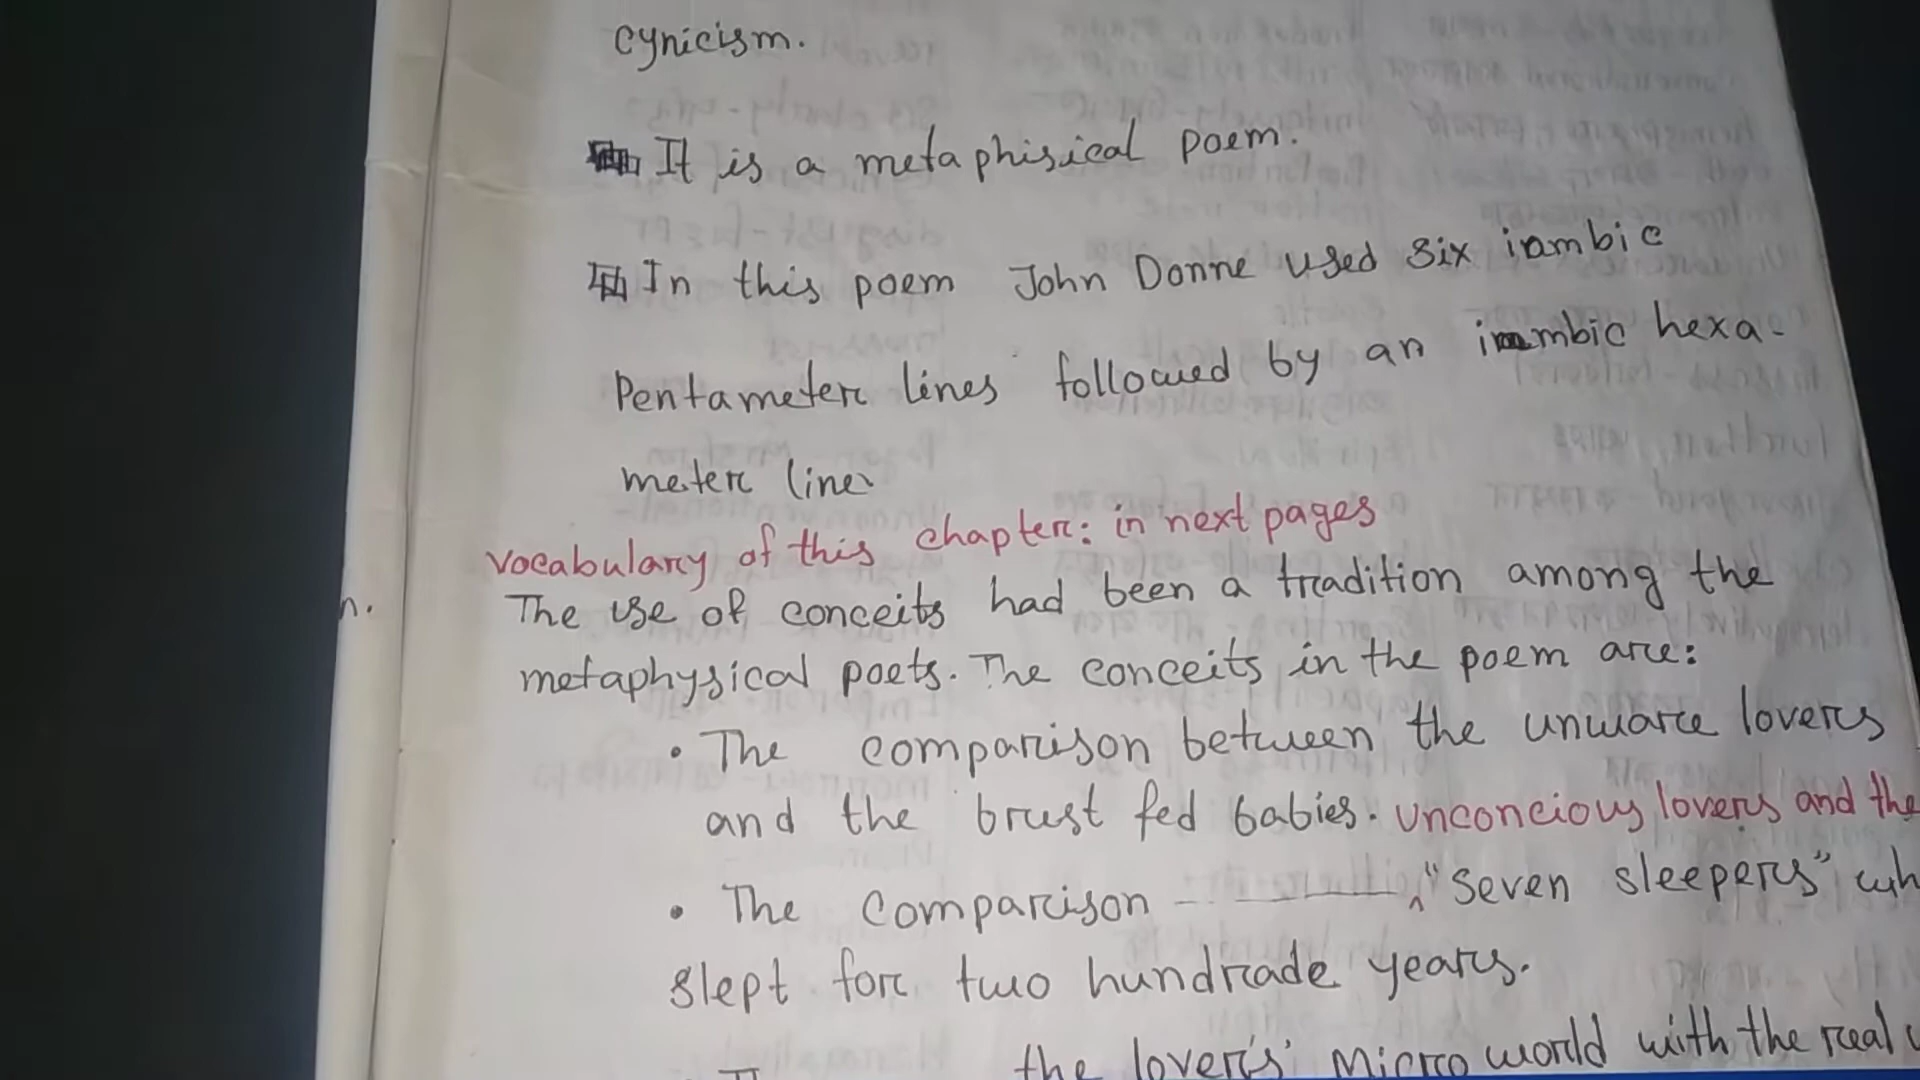 cynicism.
It is a metaphisical poem.
In this poem John Donne used six iambic
Pentameter lines followed by an iambic hexa-
meter line
vocabulary of this chapter: in next pages
n.
The use of conceits had been a tradition among the
metaphysical poets. The conceits in the poem are:
• The comparison between the unware lovers
and the brest fed babies. unconcious lovers and the
• The comparison "seven sleepers" wh
slept for two hundrade years.
the lover's' micro world with the real